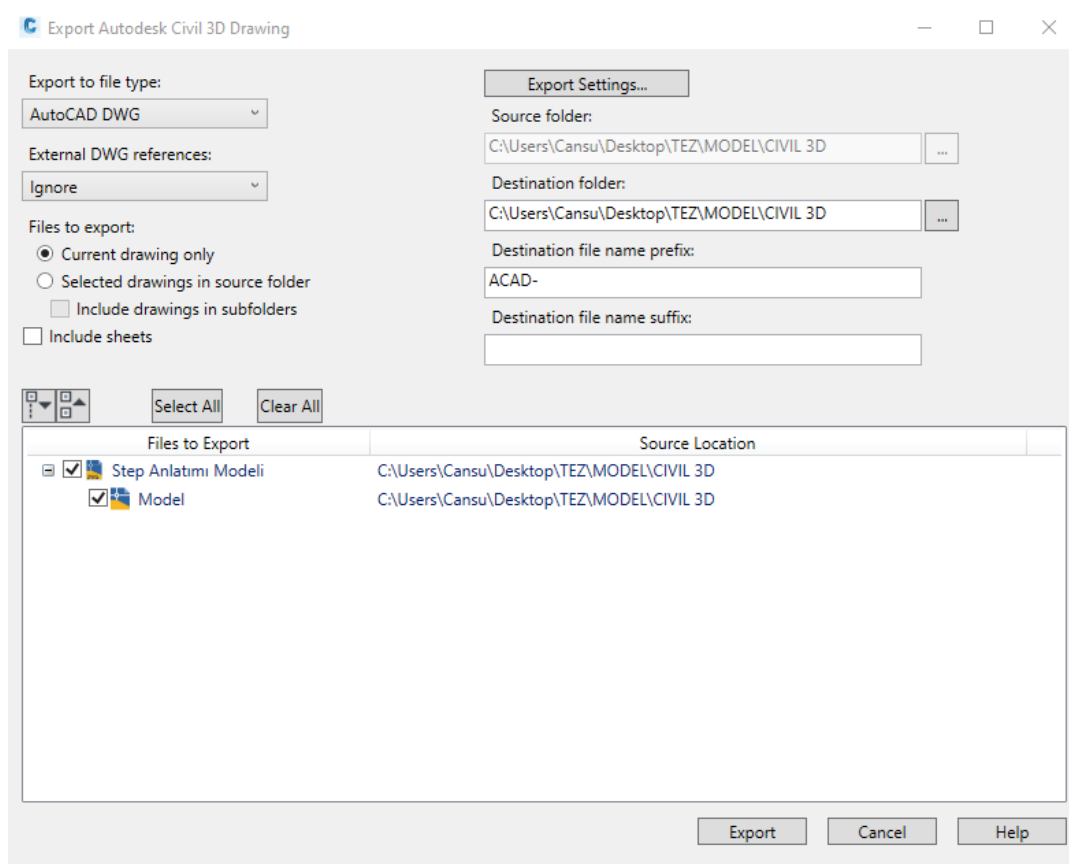 Export Autodesk Civil 3D Drawing
Export to file type:
AutoCAD DWG
External DWG references:
Ignore
Files to export:
Current drawing only
Selected drawings in source folder
Include drawings in subfolders
Include sheets
Export Settings...
Source folder:
C:\Users\Cansu\Desktop\TEZ\MODEL\CIVIL 3D
...
Destination folder:
C:\Users\Cansu\Desktop\TEZ\MODEL\CIVIL 3D
...
Destination file name prefix:
ACAD-
Destination file name suffix:
Select All Clear All
Files to Export Source Location
Step Anlatımı Modeli C:\Users\Cansu\Desktop\TEZ\MODEL\CIVIL 3D
Model C:\Users\Cansu\Desktop\TEZ\MODEL\CIVIL 3D
Export Cancel Help